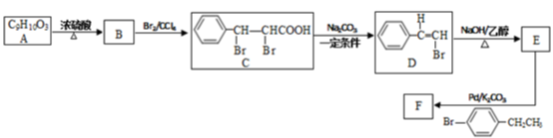 C₉H₁₀O₃ 浓硫酸 Br₂/CCl₄ CH—CHCOOH Na₂CO₃ H NaOH/乙醇
A △ B Br Br 一定条件 C=CH △ E
C D Br
F Pd/K₂CO₃
Br CH₂CH₃